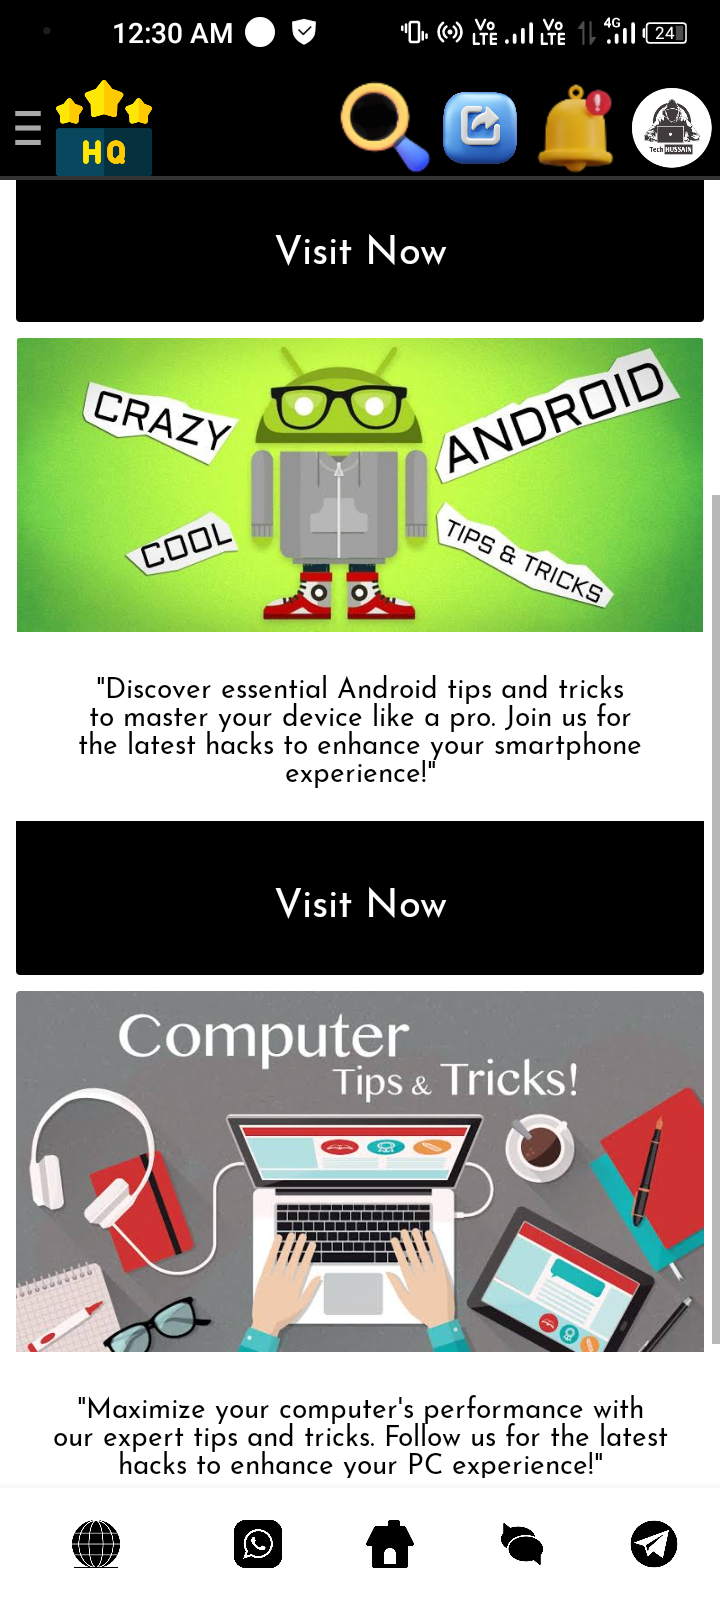 12:30 AM
Vo
LTE
Vo
LTE
4G
24
HQ
Tech HUSSAIN
Visit Now
CRAZY
ANDROID
COOL
TIPS & TRICKS
"Discover essential Android tips and tricks
to master your device like a pro. Join us for
the latest hacks to enhance your smartphone
experience!"
Visit Now
Computer
Tips & Tricks!
"Maximize your computer's performance with
our expert tips and tricks. Follow us for the latest
hacks to enhance your PC experience!"